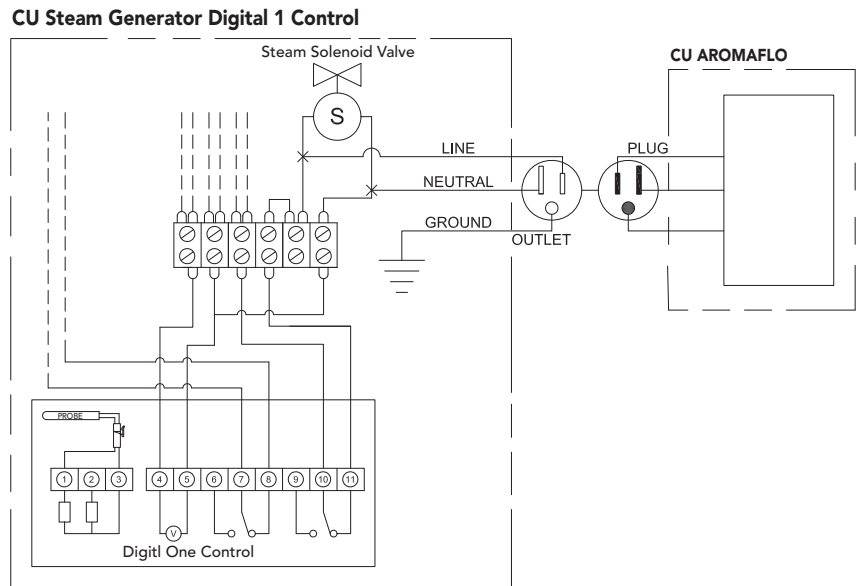 CU Steam Generator Digital 1 Control
Steam Solenoid Valve
CU AROMAFLO
S
LINE
PLUG
NEUTRAL
GROUND
OUTLET
PROBE
1 2 3 4 5 6 7 8 9 10 11
V
Digitl One Control